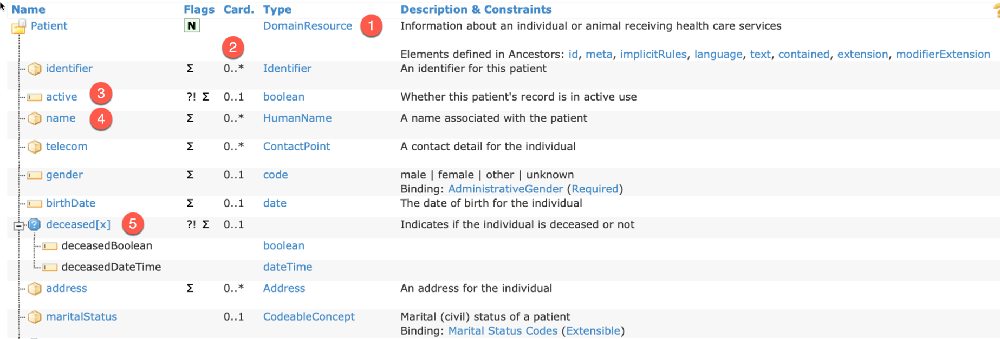 Name Flags Card. Type Description & Constraints
Patient N DomainResource 1 Information about an individual or animal receiving health care services
2
Elements defined in Ancestors: id, meta, implicitRules, language, text, contained, extension, modifierExtension
identifier Σ 0..* Identifier An identifier for this patient
active 3 ?! Σ 0..1 boolean Whether this patient's record is in active use
name 4 Σ 0..* HumanName A name associated with the patient
telecom Σ 0..* ContactPoint A contact detail for the individual
gender Σ 0..1 code male | female | other | unknown
Binding: AdministrativeGender (Required)
birthDate Σ 0..1 date The date of birth for the individual
? deceased[x] 5 ?! Σ 0..1 Indicates if the individual is deceased or not
deceasedBoolean boolean
deceasedDateTime dateTime
address Σ 0..* Address An address for the individual
maritalStatus 0..1 CodeableConcept Marital (civil) status of a patient
Binding: Marital Status Codes (Extensible)